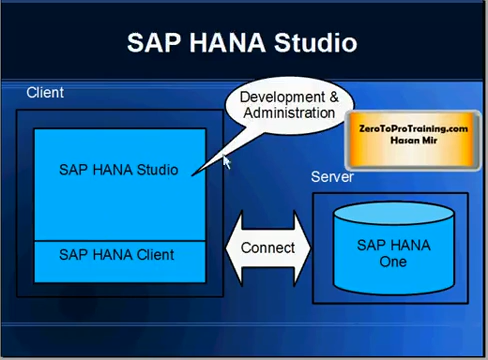 SAP HANA Studio
Client
Development &
Administration
ZeroToProTraining.com
Hasan Mir
SAP HANA Studio
Server
SAP HANA Client
Connect
SAP HANA
One